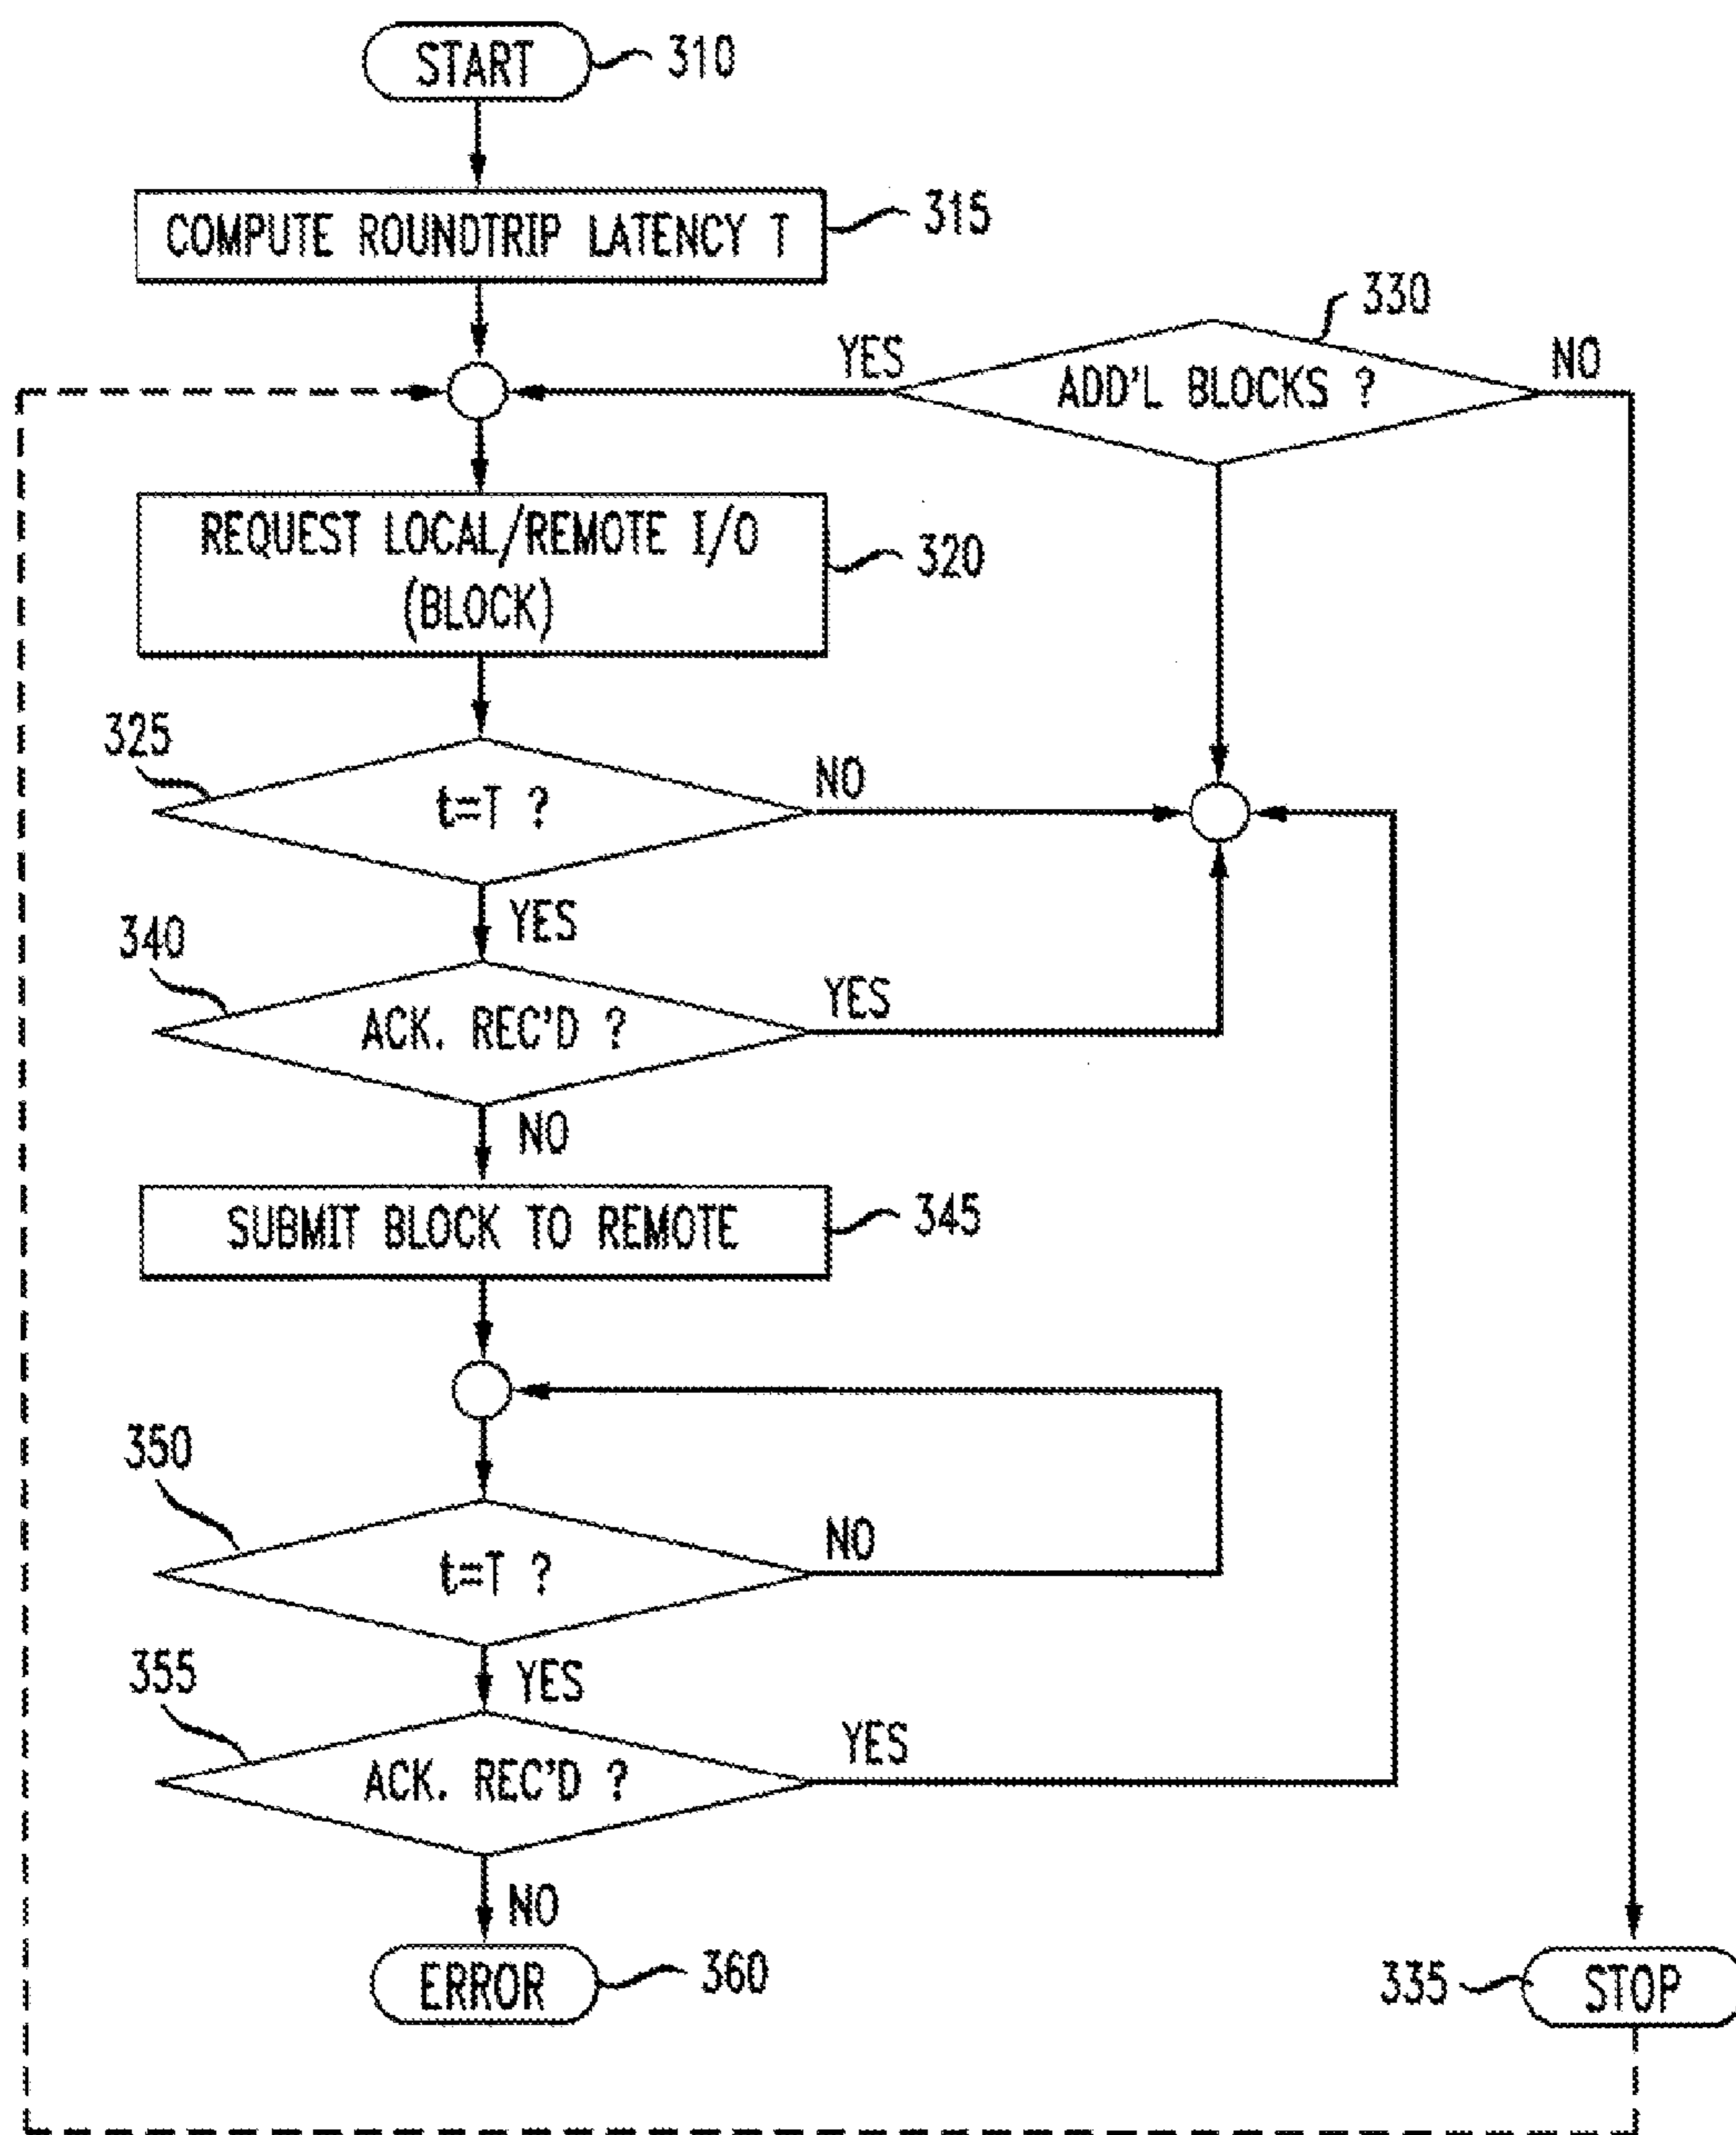 START
310
COMPUTE ROUNDTRIP LATENCY T
315
330
YES
ADD'L BLOCKS ?
NO
REQUEST LOCAL/REMOTE I/O
(BLOCK)
320
325
t=T ?
NO
YES
340
ACK. REC'D ?
YES
NO
SUBMIT BLOCK TO REMOTE
345
350
t=T ?
NO
YES
355
ACK. REC'D ?
YES
NO
ERROR
360
335
STOP